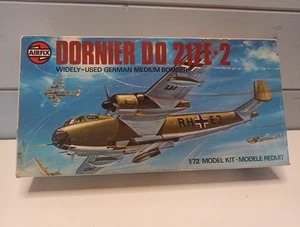 AIRFIX
DORNIER DO 217E-2
WIDELY-USED GERMAN MEDIUM BOMBER
RH EJ
1/72 MODEL KIT · MODELE REDUIT